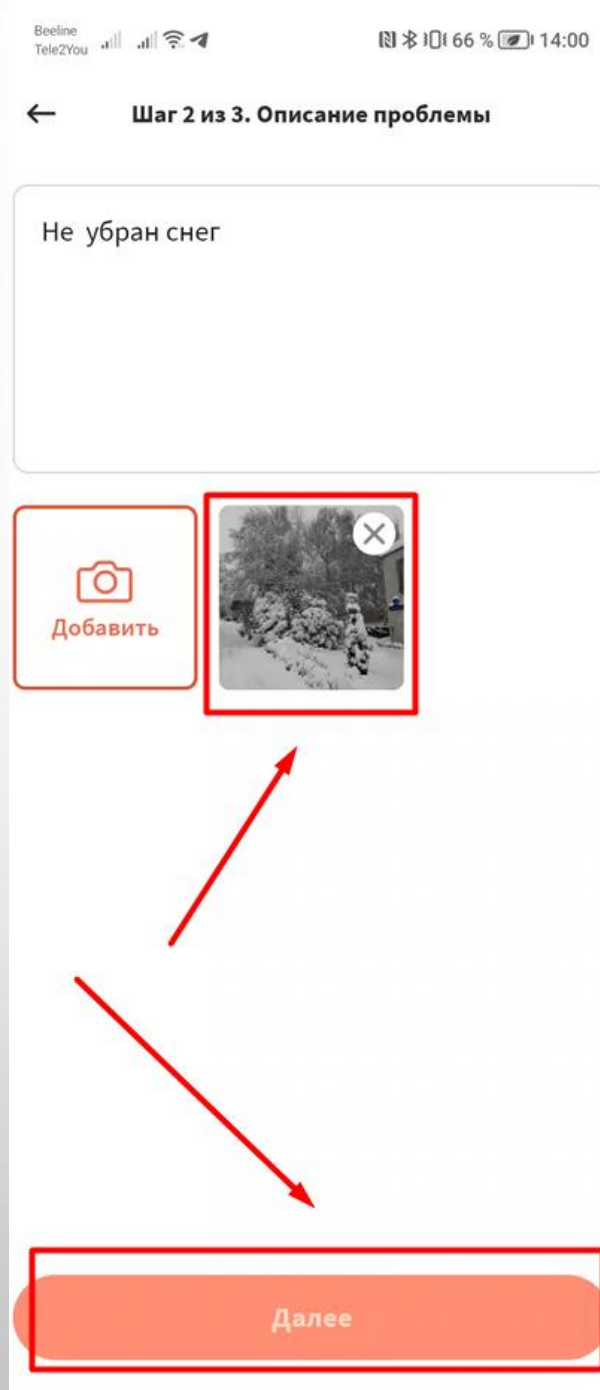 Beeline
Tele2You
66 % 14:00
Шаг 2 из 3. Описание проблемы
Не  убран снег
Добавить
Далее